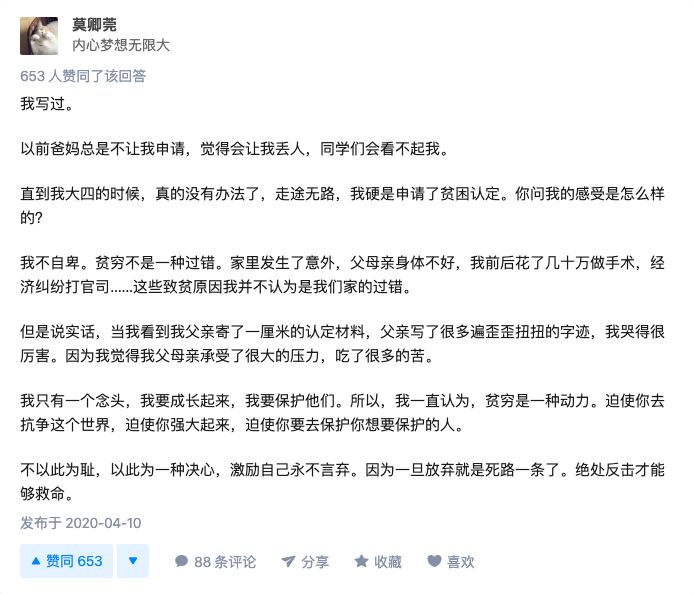 莫卿莞
内心梦想无限大
653 人赞同了该回答
我写过。
以前爸妈总是不让我申请，觉得会让我丢人，同学们会看不起我。
直到我大四的时候，真的没有办法了，走途无路，我硬是申请了贫困认定。你问我的感受是怎么样
的？
我不自卑。贫穷不是一种过错。家里发生了意外，父母亲身体不好，我前后花了几十万做手术，经
济纠纷打官司……这些致贫原因我并不认为是我们家的过错。
但是说实话，当我看到我父亲寄了一厘米的认定材料，父亲写了很多遍歪歪扭扭的字迹，我哭得很
厉害。因为我觉得我父母亲承受了很大的压力，吃了很多的苦。
我只有一个念头，我要成长起来，我要保护他们。所以，我一直认为，贫穷是一种动力。迫使你去
抗争这个世界，迫使你强大起来，迫使你要去保护你想要保护的人。
不以此为耻，以此为一种决心，激励自己永不言弃。因为一旦放弃就是死路一条了。绝处反击才能
够救命。
发布于 2020-04-10
赞同 653 88 条评论 分享 收藏 喜欢